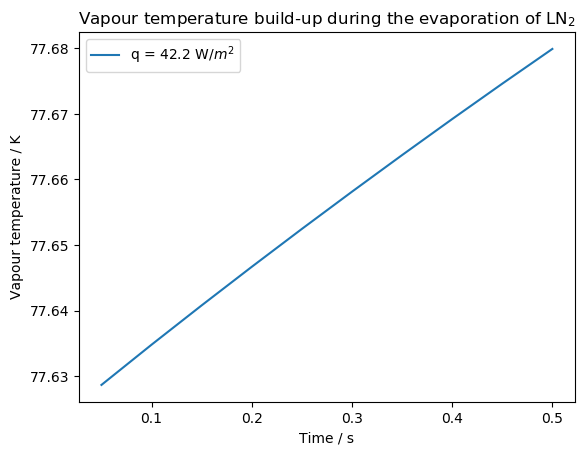 Vapour temperature build-up during the evaporation of LN₂
q = 42.2 W/m²
77.68
77.67
77.66
77.65
77.64
77.63
Vapour temperature / K
0.1 0.2 0.3 0.4 0.5
Time / s